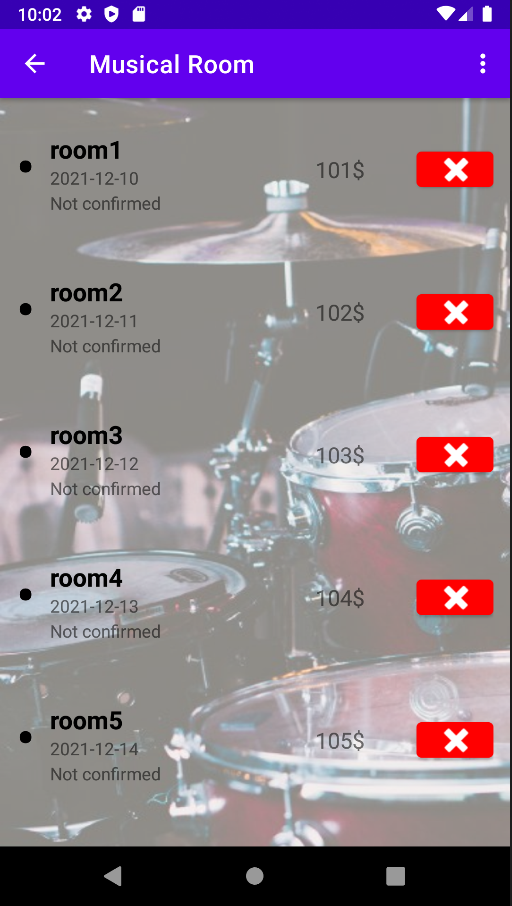 10:02
Musical Room
room1
2021-12-10
Not confirmed
101$
room2
2021-12-11
Not confirmed
102$
room3
2021-12-12
Not confirmed
103$
room4
2021-12-13
Not confirmed
104$
room5
2021-12-14
Not confirmed
105$